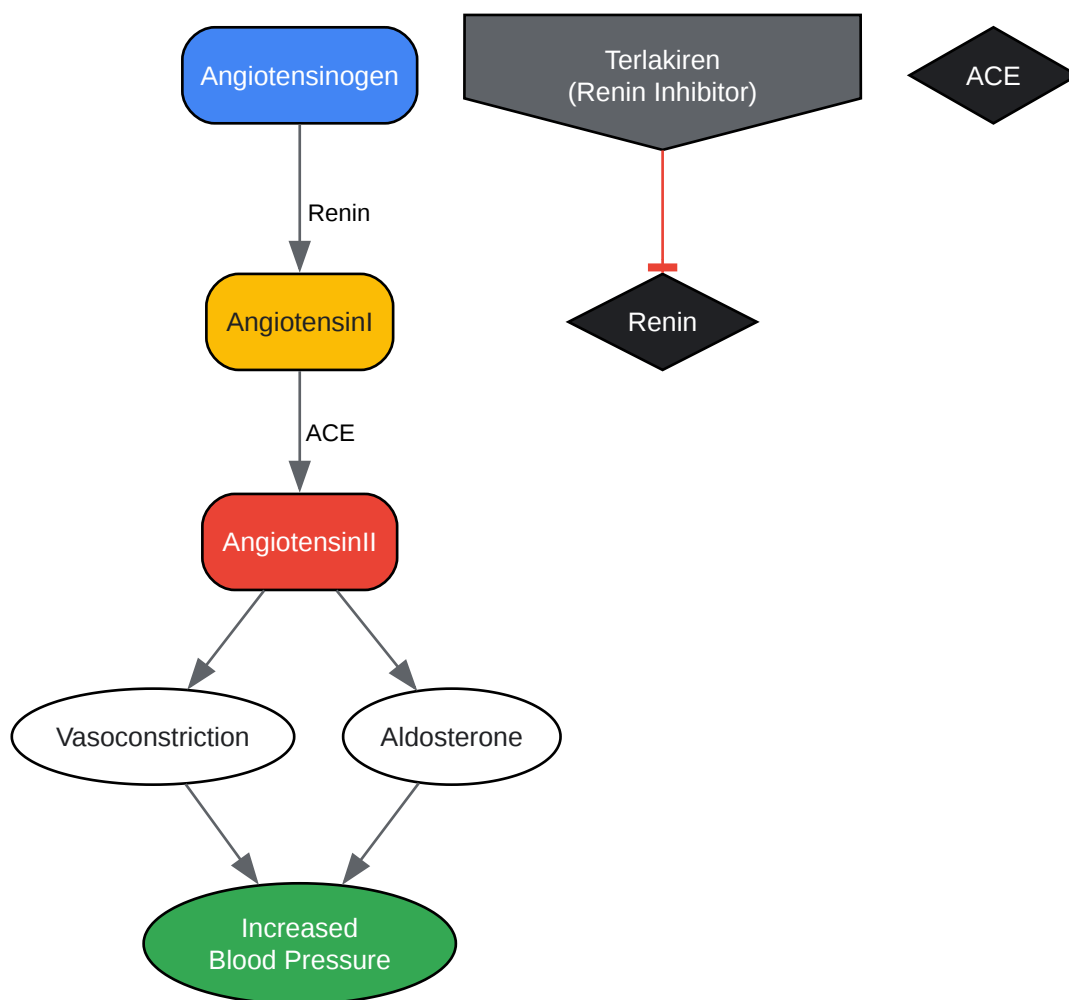 Angiotensinogen
Terlakiren
(Renin Inhibitor)
ACE
Renin
AngiotensinI
Renin
ACE
AngiotensinII
Vasoconstriction
Aldosterone
Increased
Blood Pressure